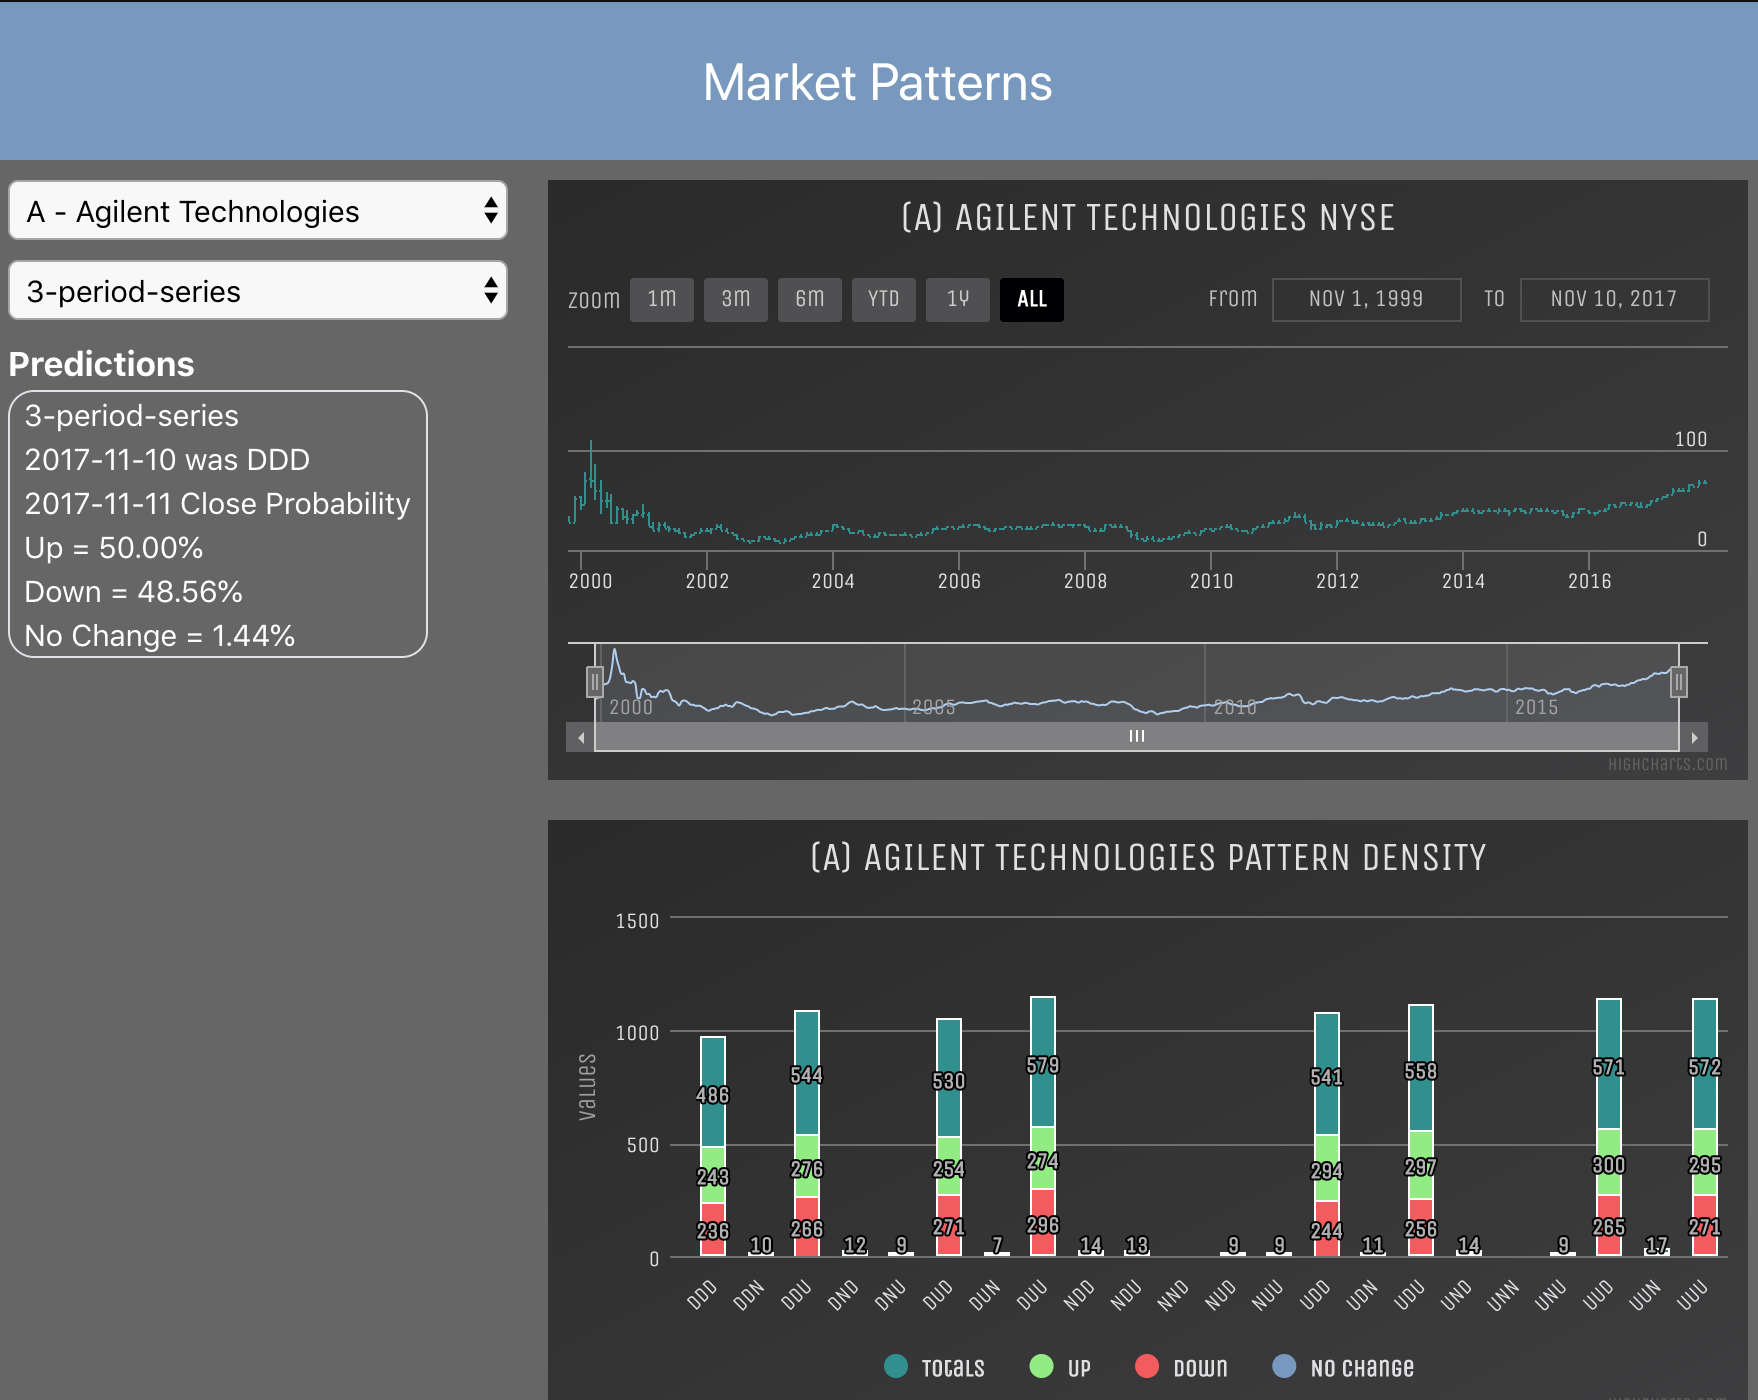 Market Patterns
A - Agilent Technologies
3-period-series
Predictions
3-period-series
2017-11-10 was DDD
2017-11-11 Close Probability
Up = 50.00%
Down = 48.56%
No Change = 1.44%
(A) AGILENT TECHNOLOGIES NYSE
Zoom 1m 3m 6m YTD 1y ALL From NOV 1, 1999 To NOV 10, 2017
100
0
2000 2002 2004 2006 2008 2010 2012 2014 2016
2000 2005 2010 2015
Highcharts.com
(A) AGILENT TECHNOLOGIES PATTERN DENSITY
Values
1500
1000
500
0
486 544 530 579 541 558 571 572
243 276 254 274 294 297 300 295
236 10 266 12 9 271 7 296 14 13 9 9 244 11 256 14 9 265 17 271
DDD DDN DDU DND DNU DUD DUN DUU NDD NDU NND NUD NUU UDD UDN UDU UND UNN UNU UUD UUN UUU
Totals Up Down No Change